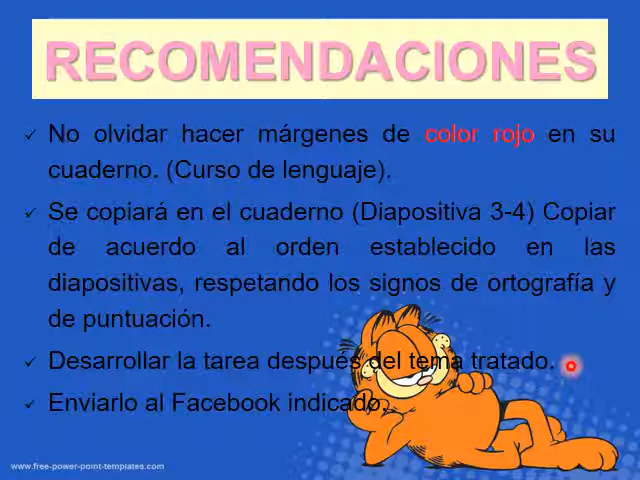 RECOMENDACIONES
No olvidar hacer márgenes de color rojo en su
cuaderno. (Curso de lenguaje).
Se copiará en el cuaderno (Diapositiva 3-4) Copiar
de acuerdo al orden establecido en las
diapositivas, respetando los signos de ortografía y
de puntuación.
Desarrollar la tarea después del tema tratado.
Enviarlo al Facebook indicado.
www.free-power-point-templates.com